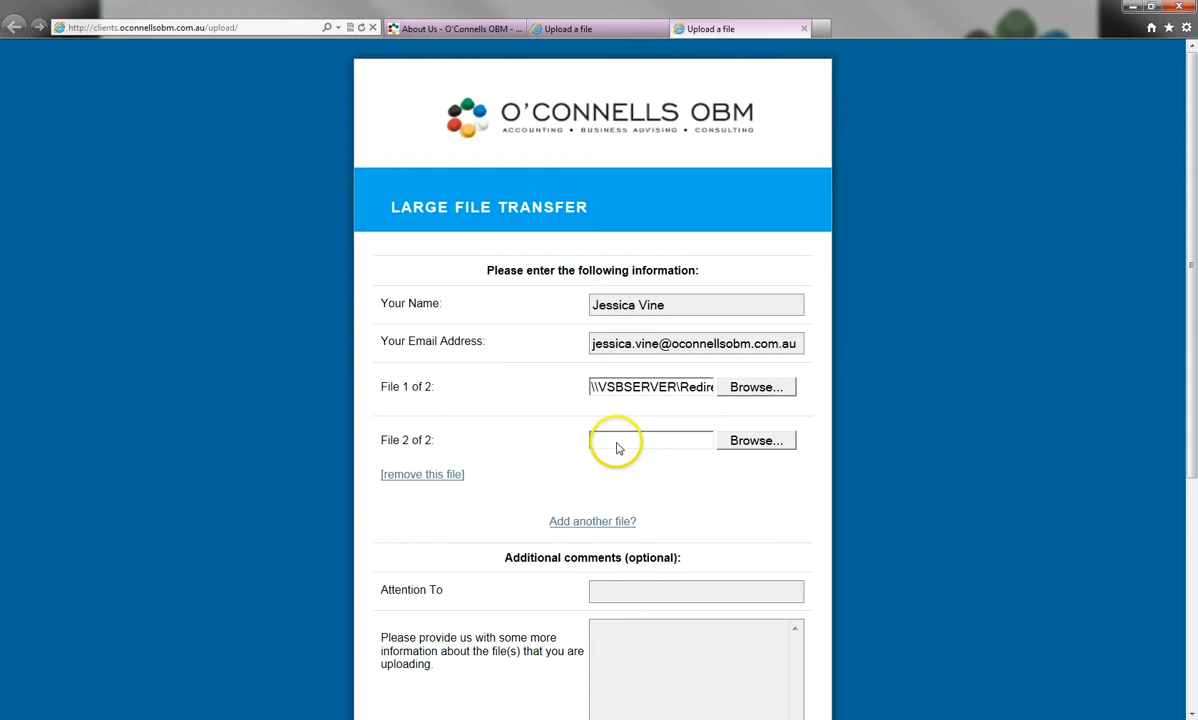 http://clients.oconnellsobm.com.au/upload/
About Us - O'Connells OBM - ...
Upload a file
Upload a file
O'CONNELLS OBM
ACCOUNTING • BUSINESS ADVISING • CONSULTING
LARGE FILE TRANSFER
Please enter the following information:
Your Name:
Jessica Vine
Your Email Address:
jessica.vine@oconnellsobm.com.au
File 1 of 2:
\\VSBSERVER\Redire
Browse...
File 2 of 2:
Browse...
[remove this file]
Add another file?
Additional comments (optional):
Attention To
Please provide us with some more
information about the file(s) that you are
uploading.